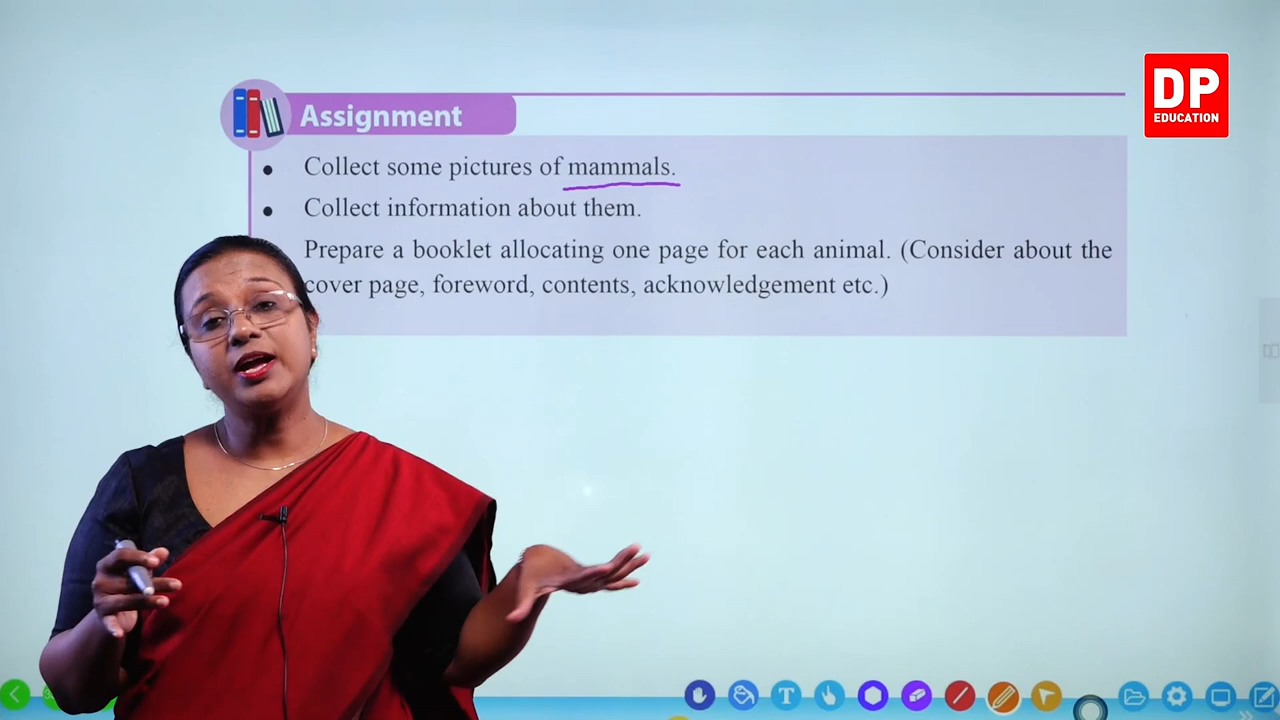 DP
EDUCATION
Assignment
• Collect some pictures of mammals.
• Collect information about them.
Prepare a booklet allocating one page for each animal. (Consider about the
cover page, foreword, contents, acknowledgement etc.)
T